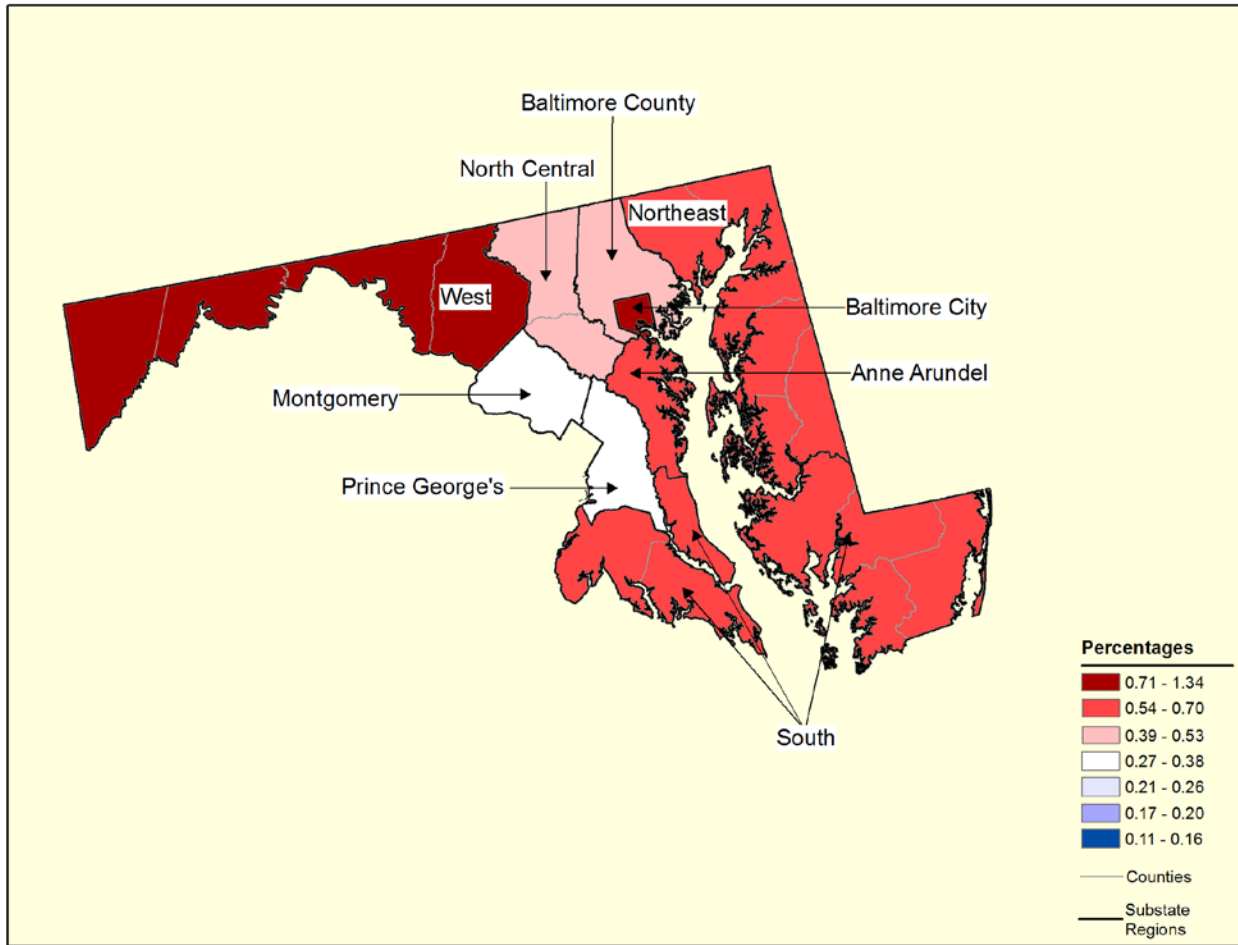 Baltimore County
North Central
Northeast
West
Baltimore City
Anne Arundel
Montgomery
Prince George's
South
Percentages
0.71 - 1.34
0.54 - 0.70
0.39 - 0.53
0.27 - 0.38
0.21 - 0.26
0.17 - 0.20
0.11 - 0.16
Counties
Substate
Regions